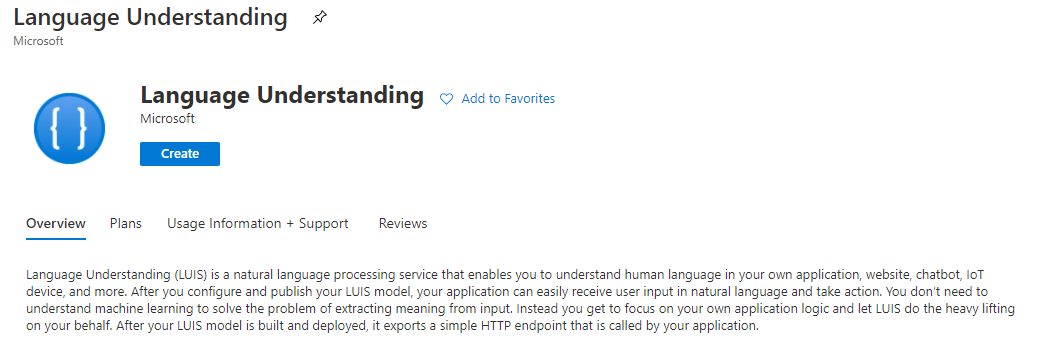 Language Understanding
Microsoft
Language Understanding
Add to Favorites
Microsoft
Create
Overview Plans Usage Information + Support Reviews
Language Understanding (LUIS) is a natural language processing service that enables you to understand human language in your own application, website, chatbot, IoT
device, and more. After you configure and publish your LUIS model, your application can easily receive user input in natural language and take action. You don't need to
understand machine learning to solve the problem of extracting meaning from input. Instead you get to focus on your own application logic and let LUIS do the heavy lifting
on your behalf. After your LUIS model is built and deployed, it exports a simple HTTP endpoint that is called by your application.